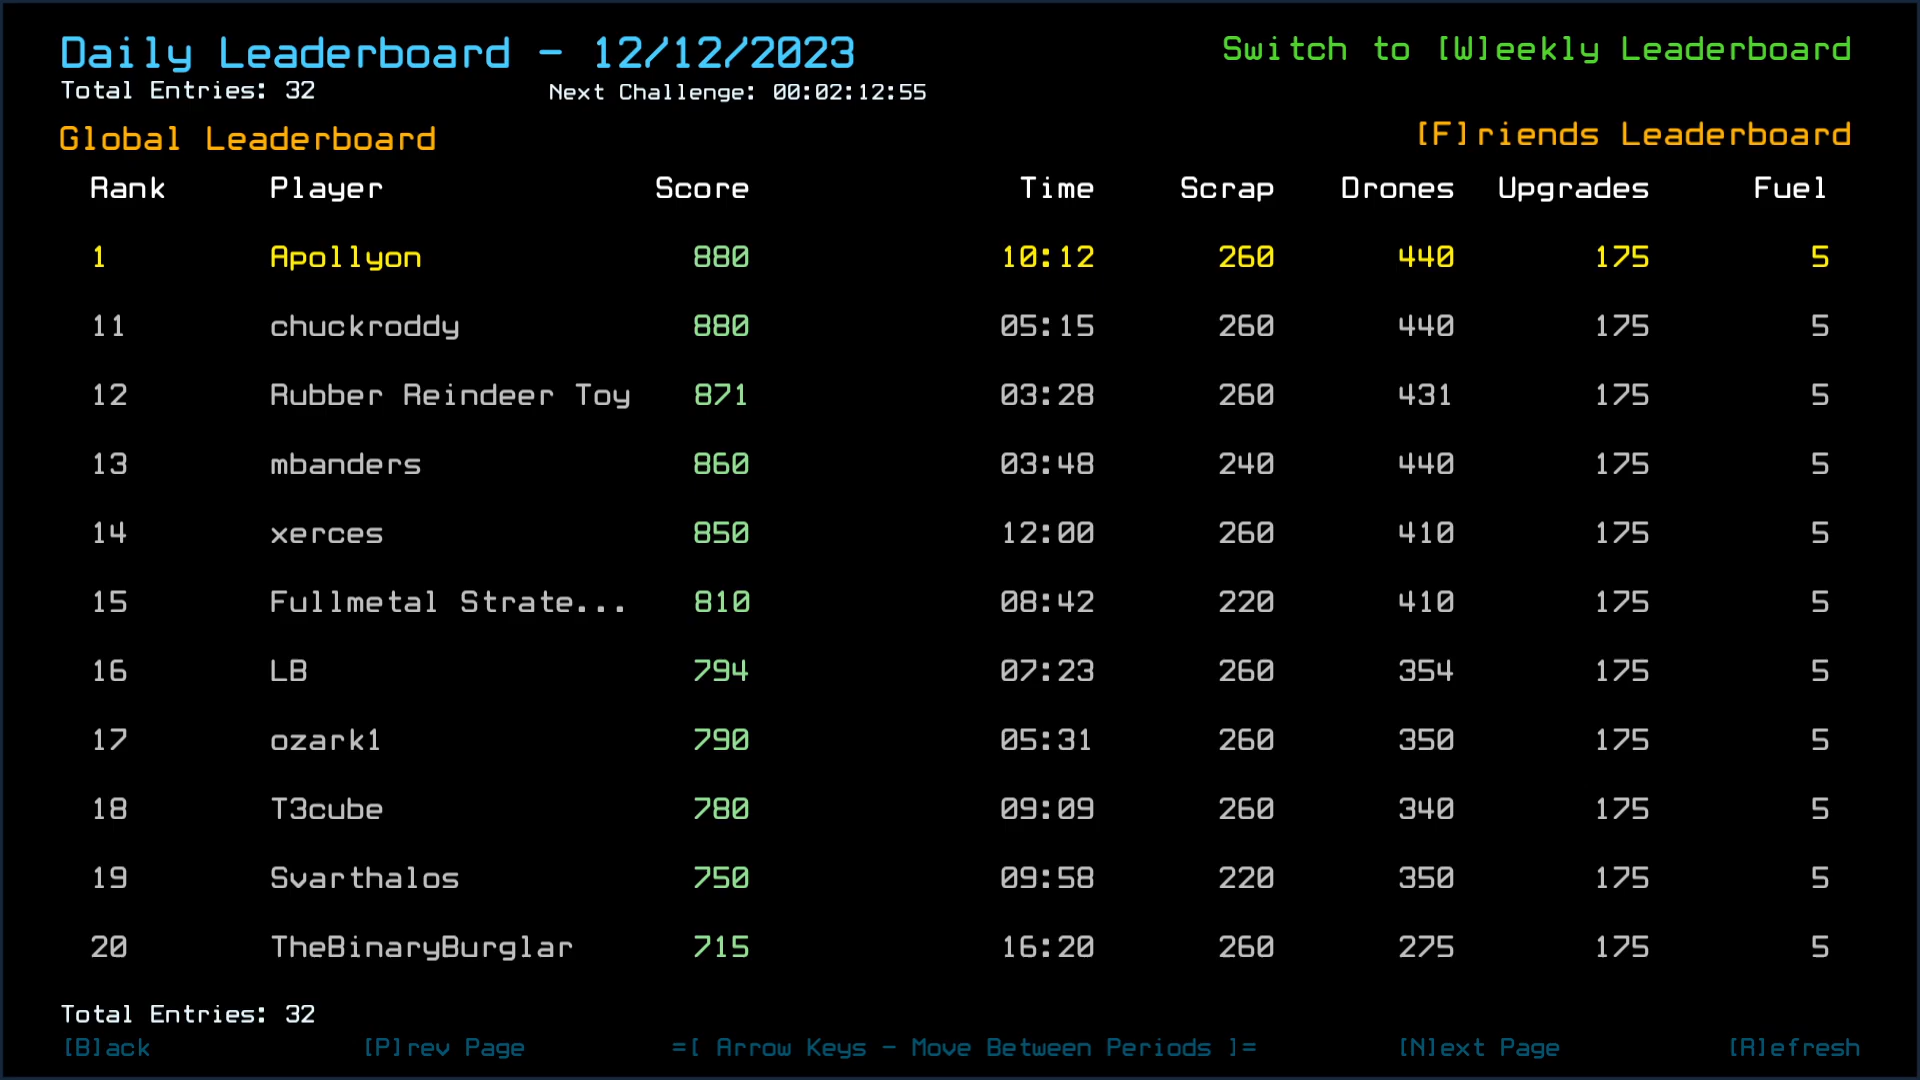 Daily Leaderboard - 12/12/2023 Switch to [W]eekly Leaderboard
Total Entries: 32 Next Challenge: 00:02:12:55
Global Leaderboard [F]riends Leaderboard
Rank Player Score Time Scrap Drones Upgrades Fuel
1 Apollyon 880 10:12 260 440 175 5
11 chuckroddy 880 05:15 260 440 175 5
12 Rubber Reindeer Toy 871 03:28 260 431 175 5
13 mbanders 860 03:48 240 440 175 5
14 xerces 850 12:00 260 410 175 5
15 Fullmetal Strate... 810 08:42 220 410 175 5
16 LB 794 07:23 260 354 175 5
17 ozark1 790 05:31 260 350 175 5
18 T3cube 780 09:09 260 340 175 5
19 Svarthalos 750 09:58 220 350 175 5
20 TheBinaryBurglar 715 16:20 260 275 175 5
Total Entries: 32
[B]ack [P]rev Page =[ Arrow Keys - Move Between Periods ]= [N]ext Page [R]efresh